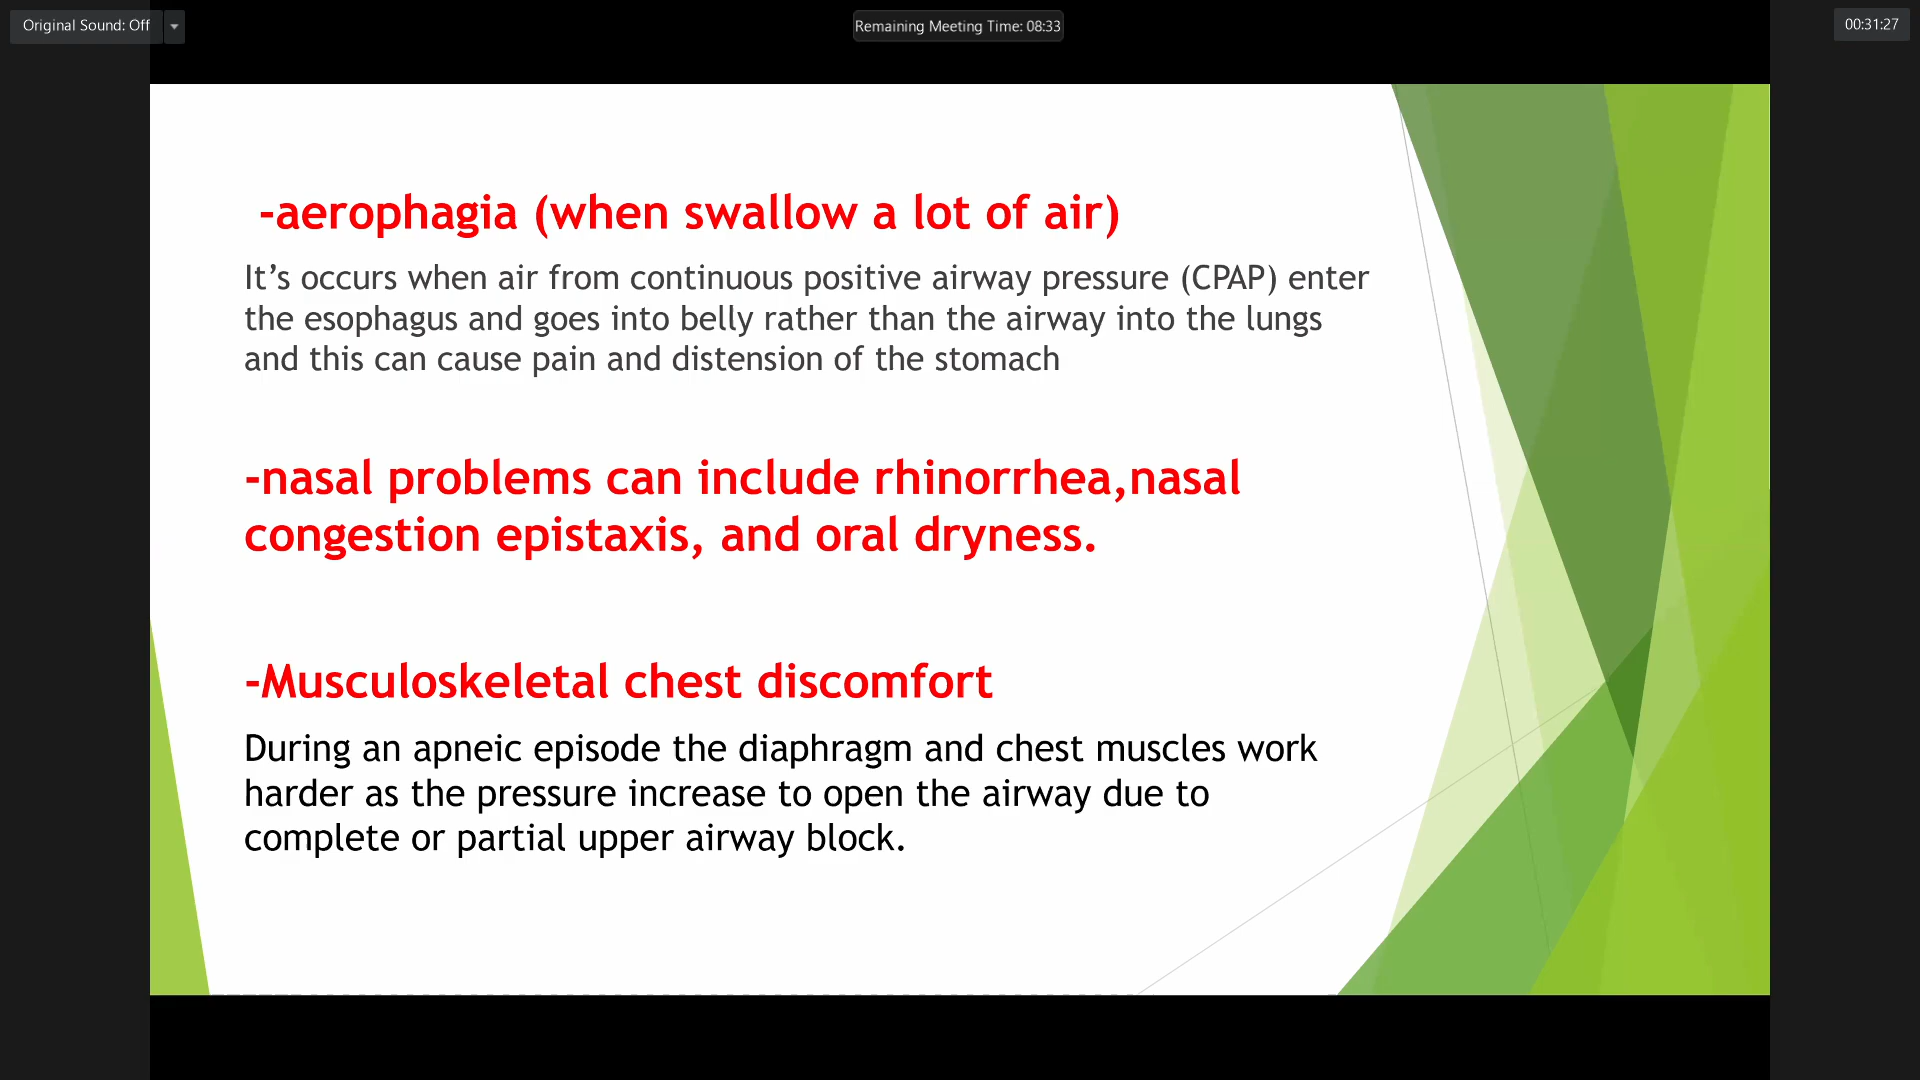 Original Sound: Off
Remaining Meeting Time: 08:33
00:31:27
-aerophagia (when swallow a lot of air)
It’s occurs when air from continuous positive airway pressure (CPAP) enter
the esophagus and goes into belly rather than the airway into the lungs
and this can cause pain and distension of the stomach
-nasal problems can include rhinorrhea,nasal
congestion epistaxis, and oral dryness.
-Musculoskeletal chest discomfort
During an apneic episode the diaphragm and chest muscles work
harder as the pressure increase to open the airway due to
complete or partial upper airway block.